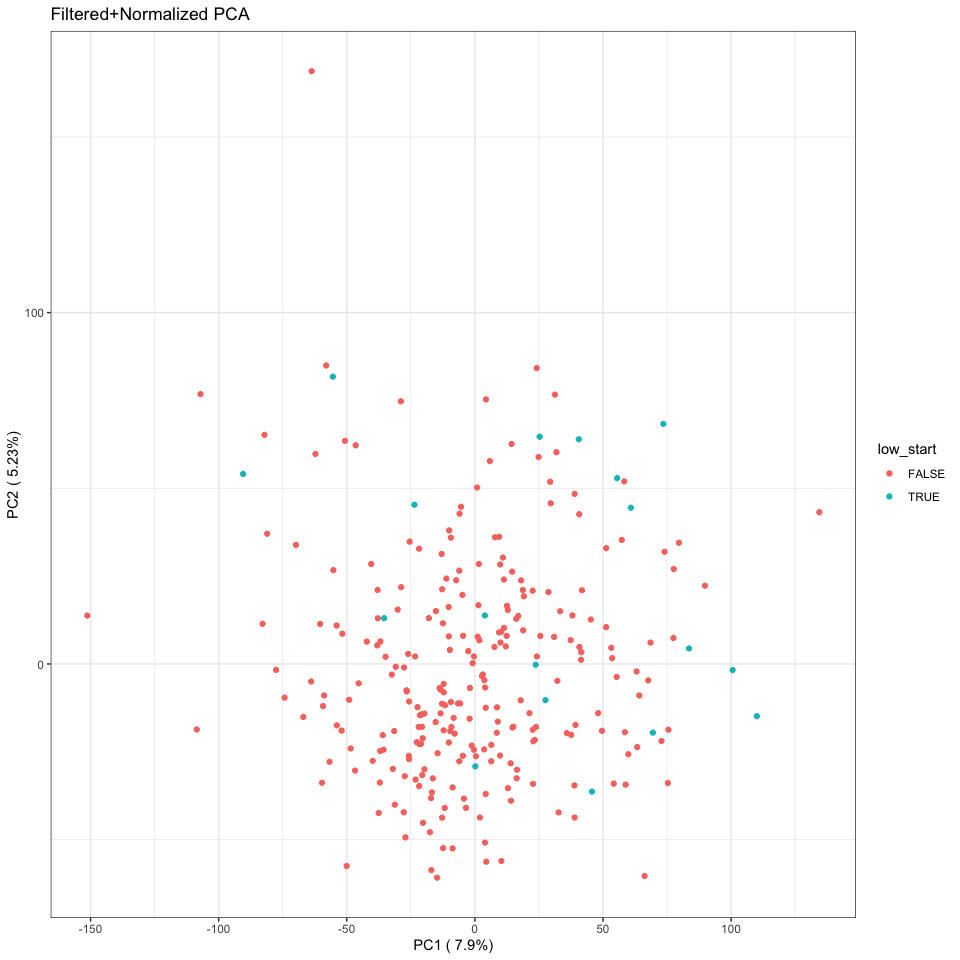 Filtered+Normalized PCA
100
0
PC2 ( 5.23%)
-150
-100
-50
0
50
100
PC1 ( 7.9%)
low_start
FALSE
TRUE